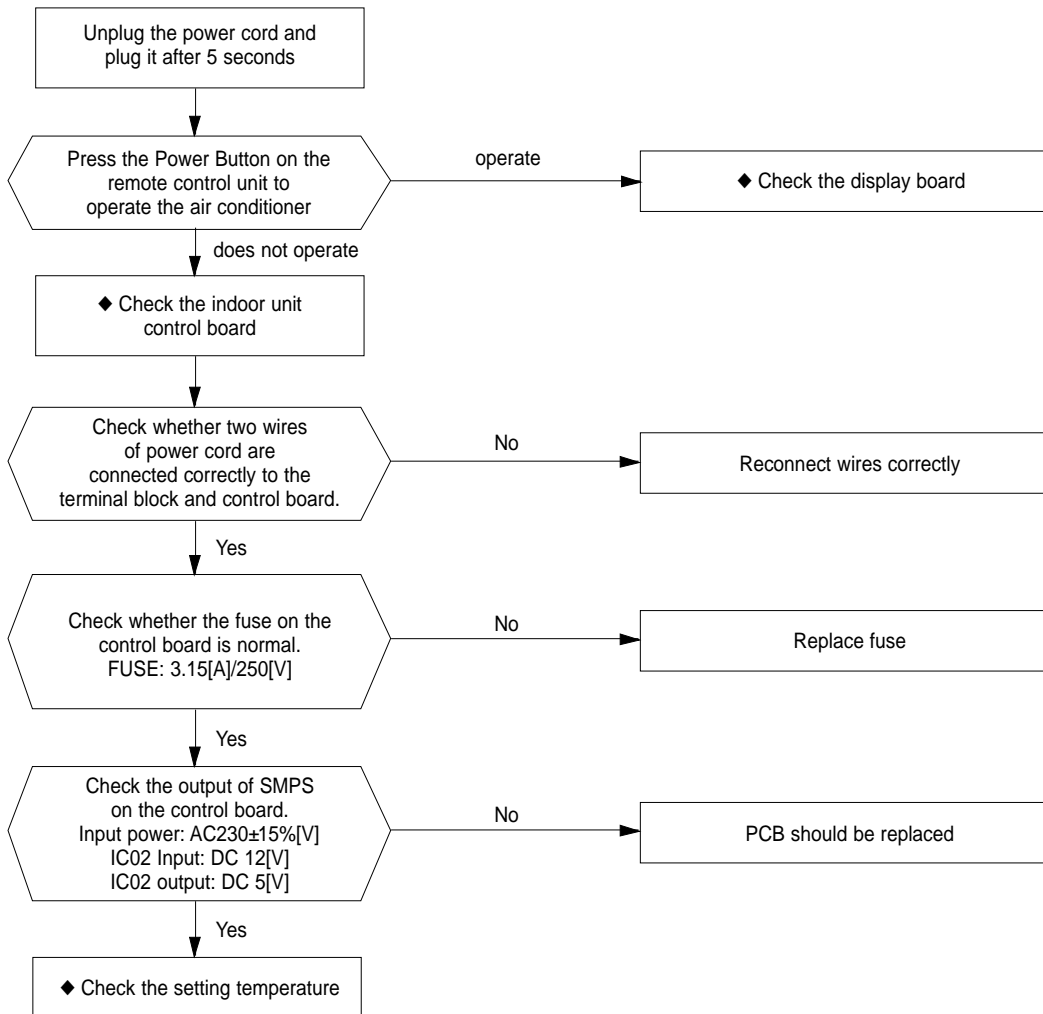 Unplug the power cord and
plug it after 5 seconds
Press the Power Button on the
remote control unit to
operate the air conditioner
operate
◆ Check the display board
does not operate
◆ Check the indoor unit
control board
Check whether two wires
of power cord are
connected correctly to the
terminal block and control board.
No
Reconnect wires correctly
Yes
Check whether the fuse on the
control board is normal.
FUSE: 3.15[A]/250[V]
No
Replace fuse
Yes
Check the output of SMPS
on the control board.
Input power: AC230±15%[V]
IC02 Input: DC 12[V]
IC02 output: DC 5[V]
No
PCB should be replaced
Yes
◆ Check the setting temperature